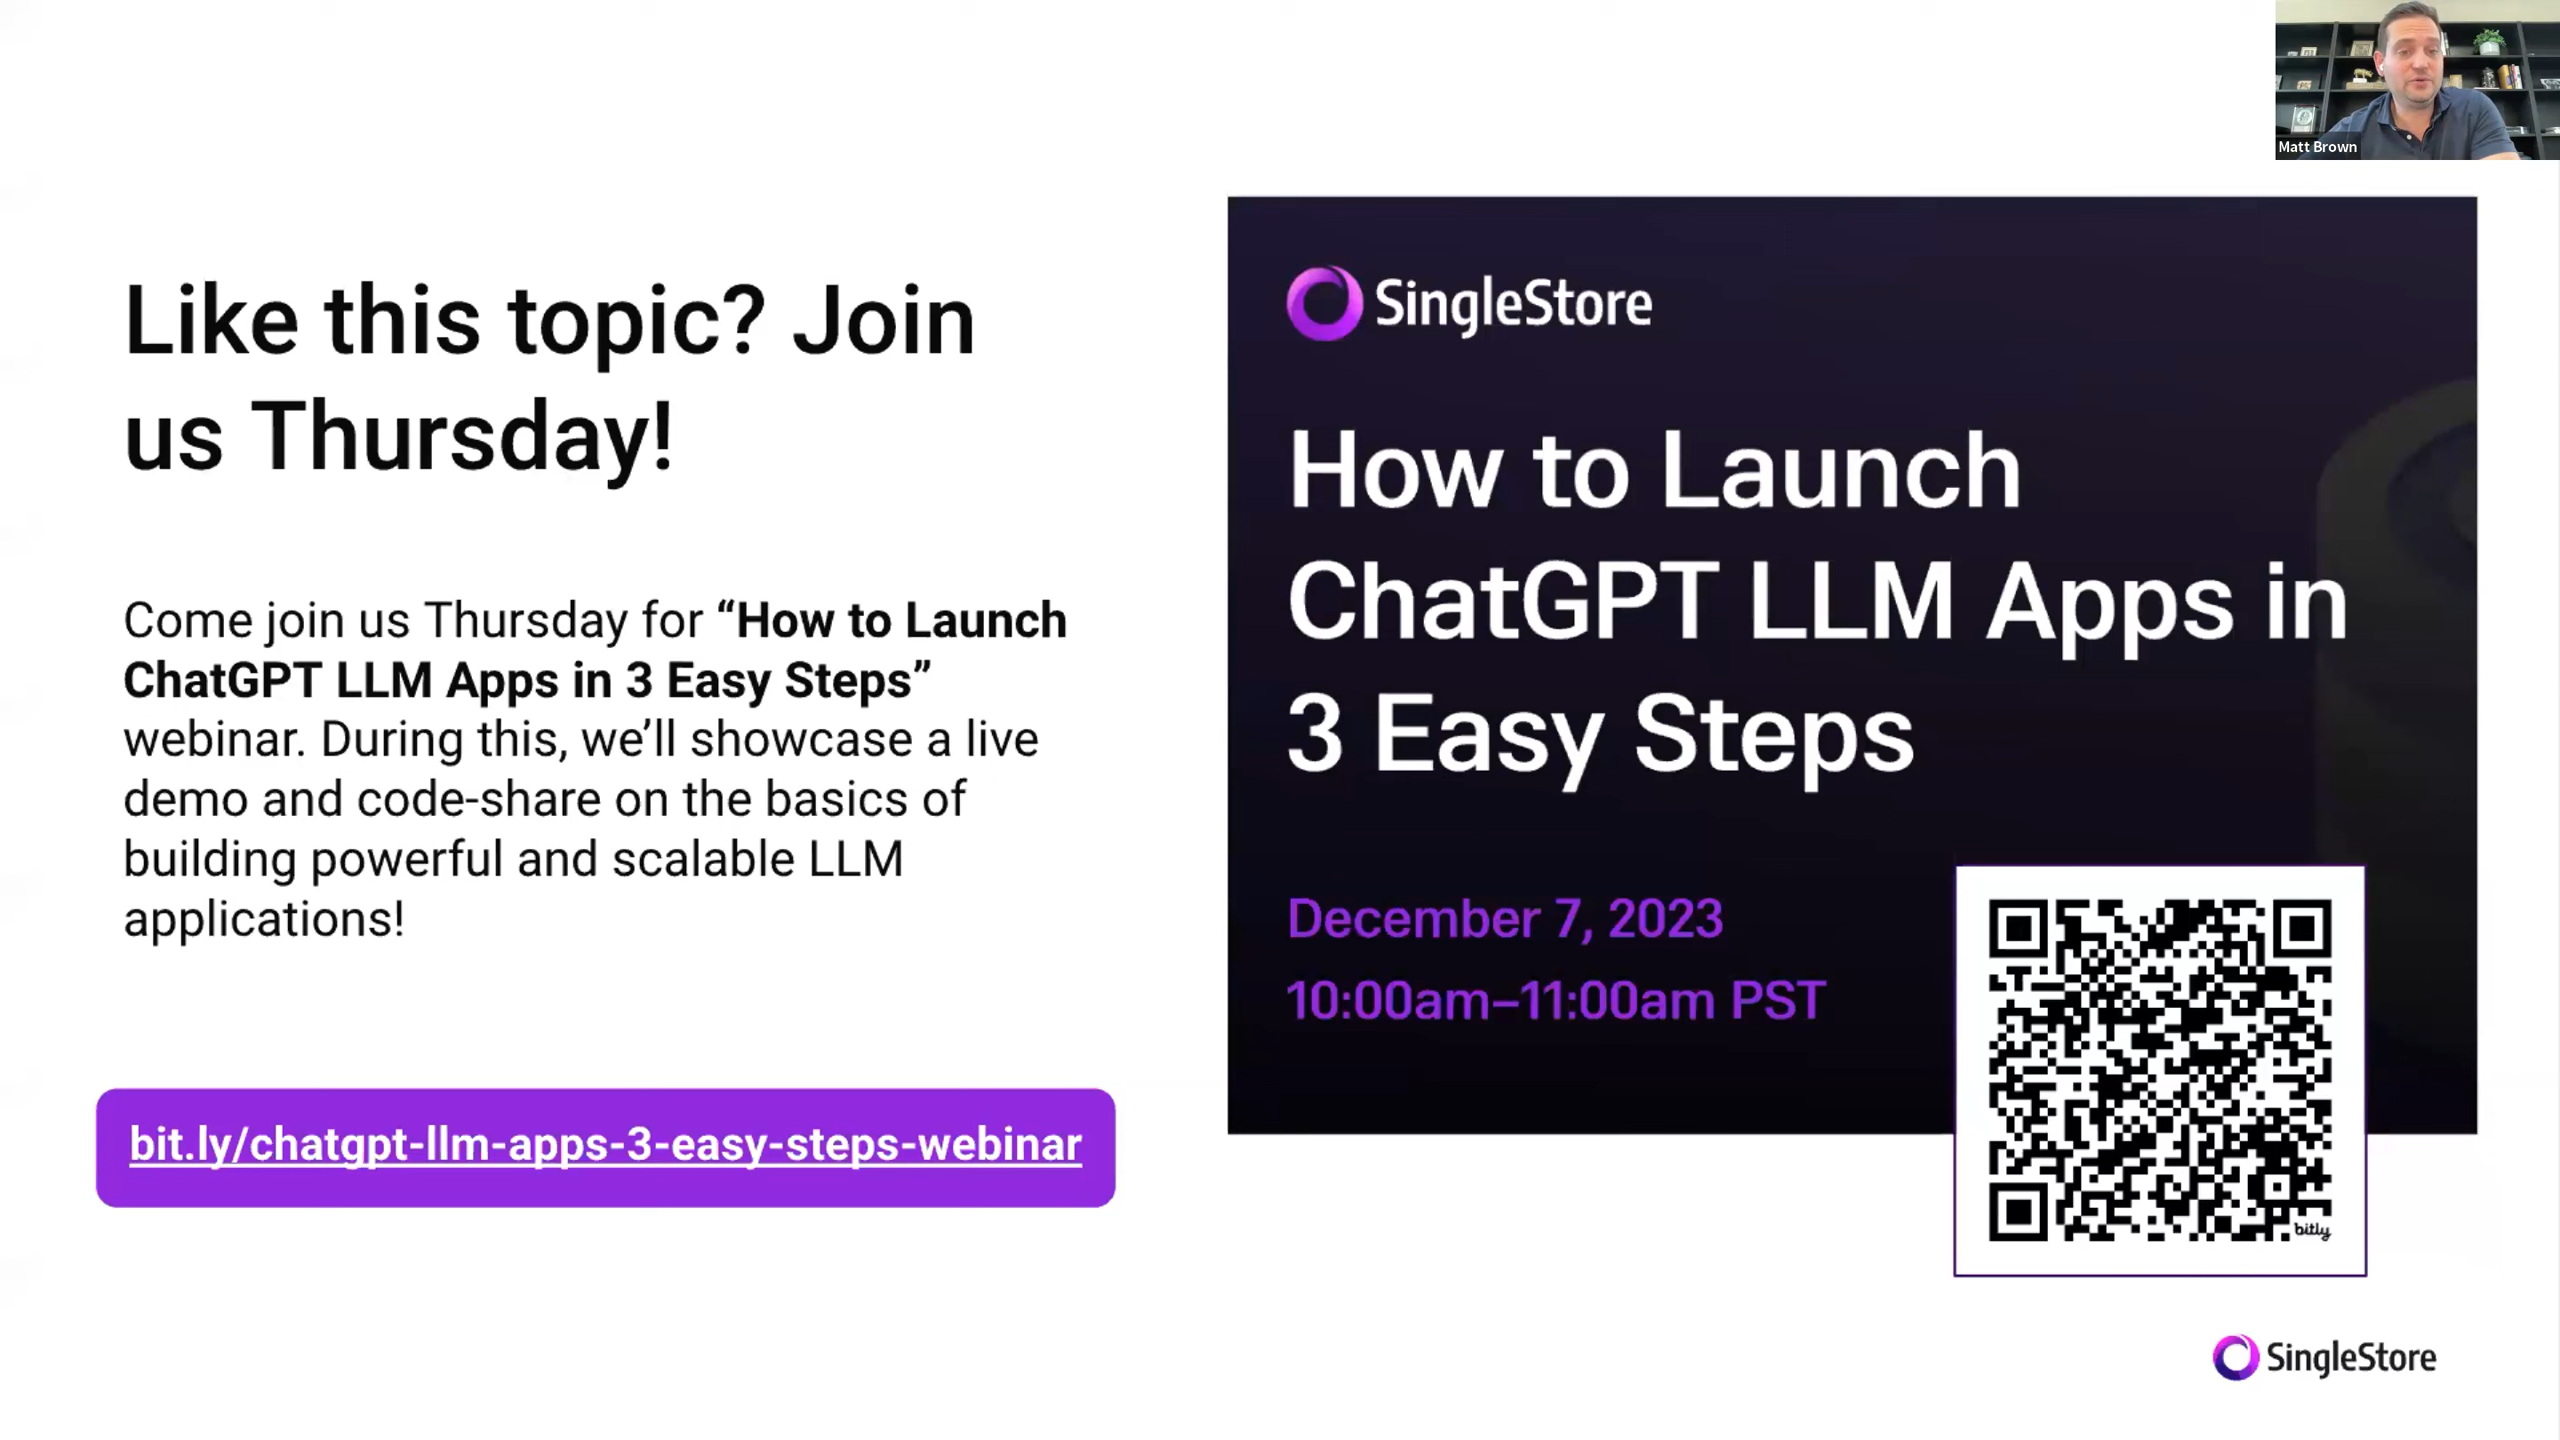 Matt Brown
Like this topic? Join
us Thursday!
Come join us Thursday for “How to Launch
ChatGPT LLM Apps in 3 Easy Steps”
webinar. During this, we’ll showcase a live
demo and code-share on the basics of
building powerful and scalable LLM
applications!
bit.ly/chatgpt-llm-apps-3-easy-steps-webinar
SingleStore
How to Launch
ChatGPT LLM Apps in
3 Easy Steps
December 7, 2023
10:00am–11:00am PST
bitly
SingleStore